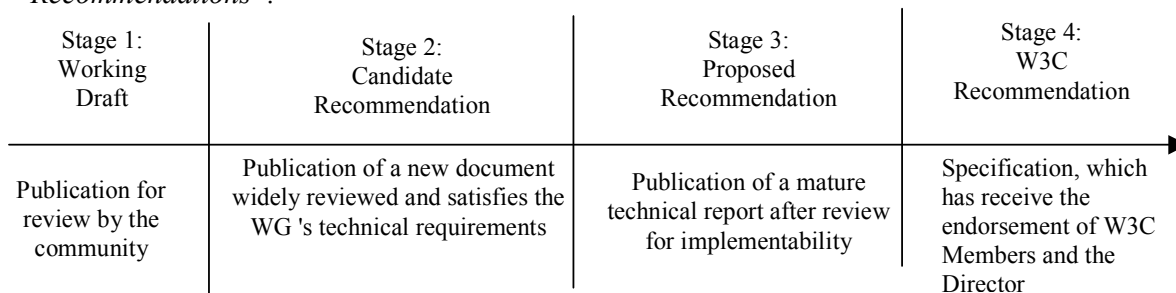 Recommendations".
Stage 1:
Working
Draft
Stage 2:
Candidate
Recommendation
Stage 3:
Proposed
Recommendation
Stage 4:
W3C
Recommendation
Publication for
review by the
community
Publication of a new document
widely reviewed and satisfies the
WG 's technical requirements
Publication of a mature
technical report after review
for implementability
Specification, which
has receive the
endorsement of W3C
Members and the
Director